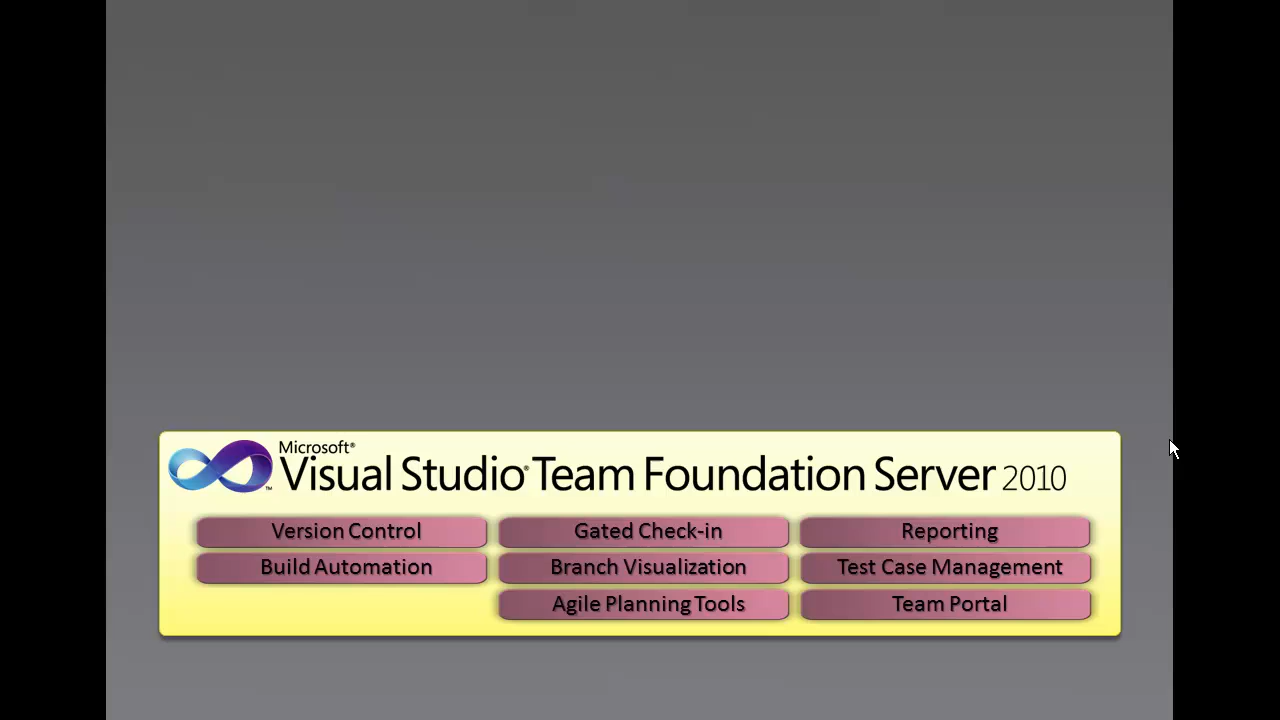 Microsoft®
Visual Studio® Team Foundation Server 2010
™
Version Control
Gated Check-in
Reporting
Build Automation
Branch Visualization
Test Case Management
Agile Planning Tools
Team Portal